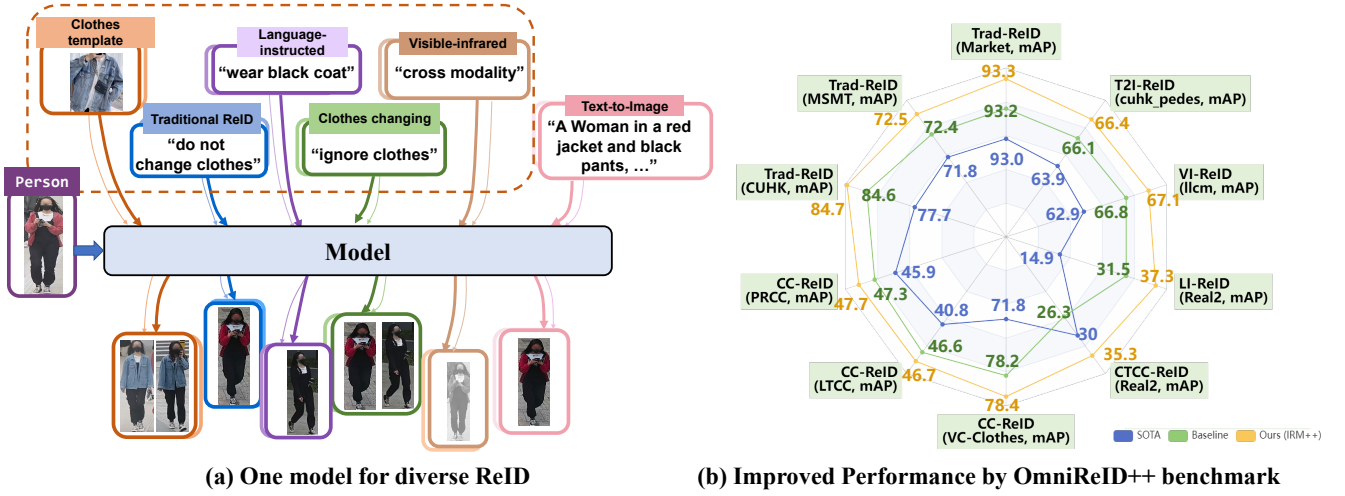 Clothes
template
Language-
instructed
“wear black coat”
Visible-infrared
“cross modality”
Traditional ReID
“do not
change clothes”
Clothes changing
“ignore clothes”
Text-to-Image
“A Woman in a red
jacket and black
pants, …”
Person
Model
(a) One model for diverse ReID
Trad-ReID
(Market, mAP)
93.3
93.2
93.0
T2I-ReID
(cuhk_pedes, mAP)
66.4
66.1
63.9
VI-ReID
(llcm, mAP)
67.1
66.8
62.9
LI-ReID
(Real2, mAP)
37.3
31.5
14.9
CTCC-ReID
(Real2, mAP)
35.3
30
26.3
CC-ReID
(VC-Clothes, mAP)
78.4
78.2
71.8
CC-ReID
(LTCC, mAP)
46.7
46.6
40.8
CC-ReID
(PRCC, mAP)
47.7
47.3
45.9
Trad-ReID
(CUHK, mAP)
84.7
84.6
77.7
Trad-ReID
(MSMT, mAP)
72.5
72.4
71.8
SOTA Baseline Ours (IRM++)
(b) Improved Performance by OmniReID++ benchmark